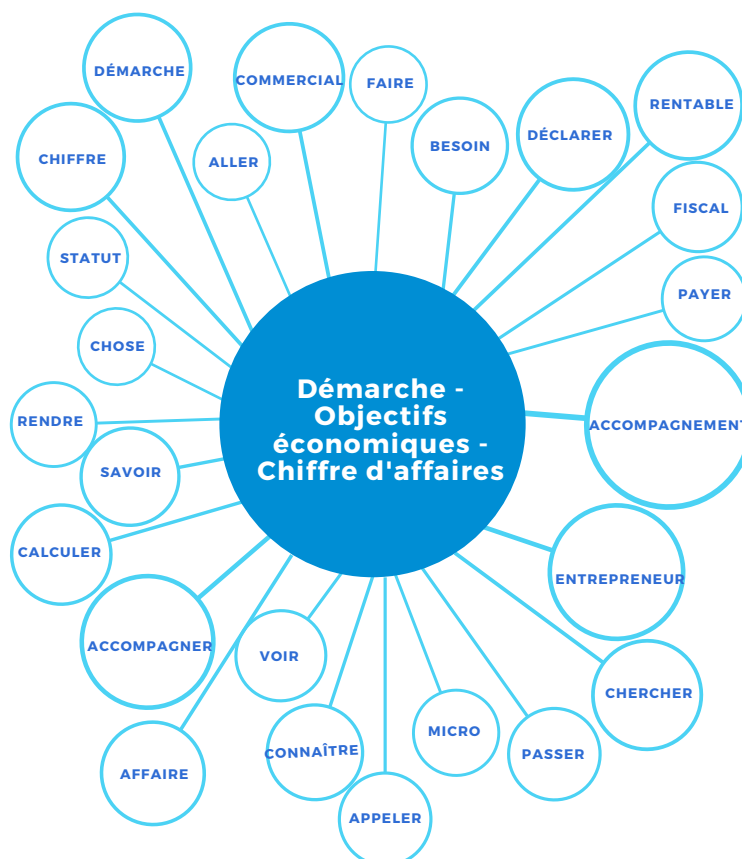 DÉMARCHE
COMMERCIAL
FAIRE
RENTABLE
CHIFFRE
ALLER
BESOIN
DÉCLARER
STATUT
FISCAL
CHOSE
PAYER
Démarche -
Objectifs
économiques -
Chiffre d'affaires
RENDRE
ACCOMPAGNEMENT
SAVOIR
CALCULER
ENTREPRENEUR
ACCOMPAGNER
VOIR
CHERCHER
AFFAIRE
CONNAÎTRE
MICRO
PASSER
APPELER